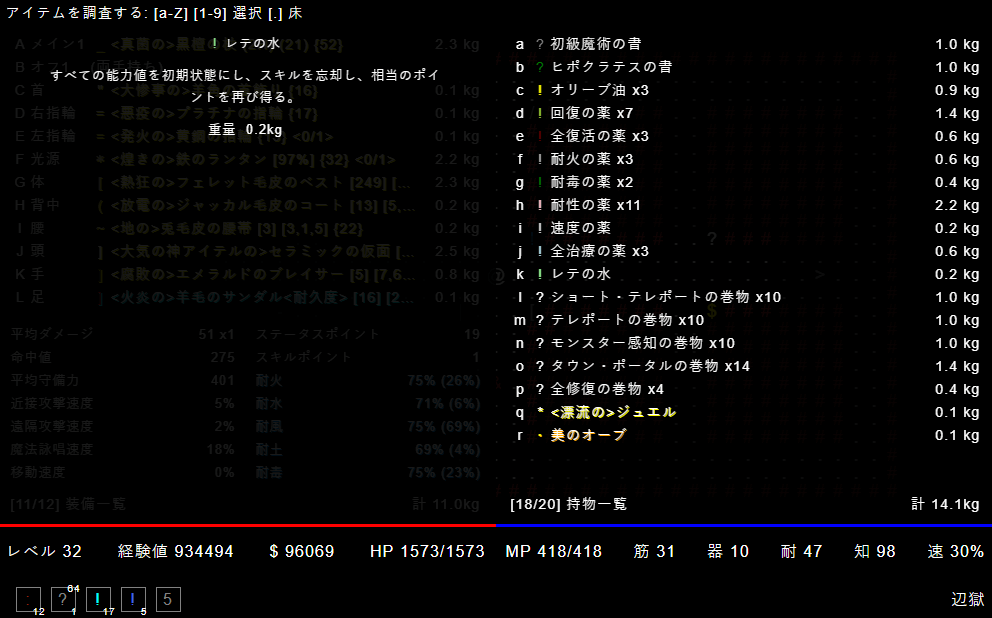 アイテムを調査する: [a-Z] [1-9] 選択 [.] 床
! レテの水
すべての能力値を初期状態にし、スキルを忘却し、相当のポイ
ントを再び得る。
重量 0.2kg
A メイン1 2.3 kg
C 首 0.1 kg
D 右指輪 = <悪疫の>プラチナの指輪 {17} 0.1 kg
E 左指輪 0.1 kg
F 光源 * <煌きの>鉄のランタン [97%] {32} <0/1> 2.2 kg
G 体 [ <熱狂の>フェレット毛皮のベスト [249] [... 2.3 kg
H 背中 ( <放電の>ジャッカル毛皮のコート [13] [5,... 0.2 kg
I 腰 ~ <地の>兎毛皮の腰帯 [3] [3,1,5] {22} 0.2 kg
J 頭 ] <大気の神アイテルの>セラミックの仮面 [... 2.5 kg
K 手 ] <腐敗の>エメラルドのブレイサー [5] [7,6... 0.8 kg
L 足 ] <火炎の>羊毛のサンダル<耐久度> [16] [2... 0.1 kg
平均ダメージ 51 x1 ステータスポイント 19
命中値 275 スキルポイント 1
平均守備力 401 耐火 75% (26%)
近接攻撃速度 5% 耐水 71% (6%)
遠隔攻撃速度 2% 耐風 75% (69%)
魔法詠唱速度 18% 耐土 69% (4%)
移動速度 0% 耐毒 75% (23%)
[11/12] 装備一覧 計 11.0kg
a ? 初級魔術の書 1.0 kg
b ? ヒポクラテスの書 1.0 kg
c ! オリーブ油 x3 0.9 kg
d ! 回復の薬 x7 1.4 kg
e ! 全復活の薬 x3 0.6 kg
f ! 耐火の薬 x3 0.6 kg
g ! 耐毒の薬 x2 0.4 kg
h ! 耐性の薬 x11 2.2 kg
i ! 速度の薬 0.2 kg
j ! 全治療の薬 x3 0.6 kg
k ! レテの水 0.2 kg
l ? ショート・テレポートの巻物 x10 1.0 kg
m ? テレポートの巻物 x10 1.0 kg
n ? モンスター感知の巻物 x10 1.0 kg
o ? タウン・ポータルの巻物 x14 1.4 kg
p ? 全修復の巻物 x4 0.4 kg
q * <漂流の>ジュエル 0.1 kg
r · 美のオーブ 0.1 kg
[18/20] 持物一覧 計 14.1kg
レベル 32 経験値 934494 $ 96069 HP 1573/1573 MP 418/418 筋 31 器 10 耐 47 知 98 速 30%
12 ? 64 1 ! 17 ! 5 5 辺獄